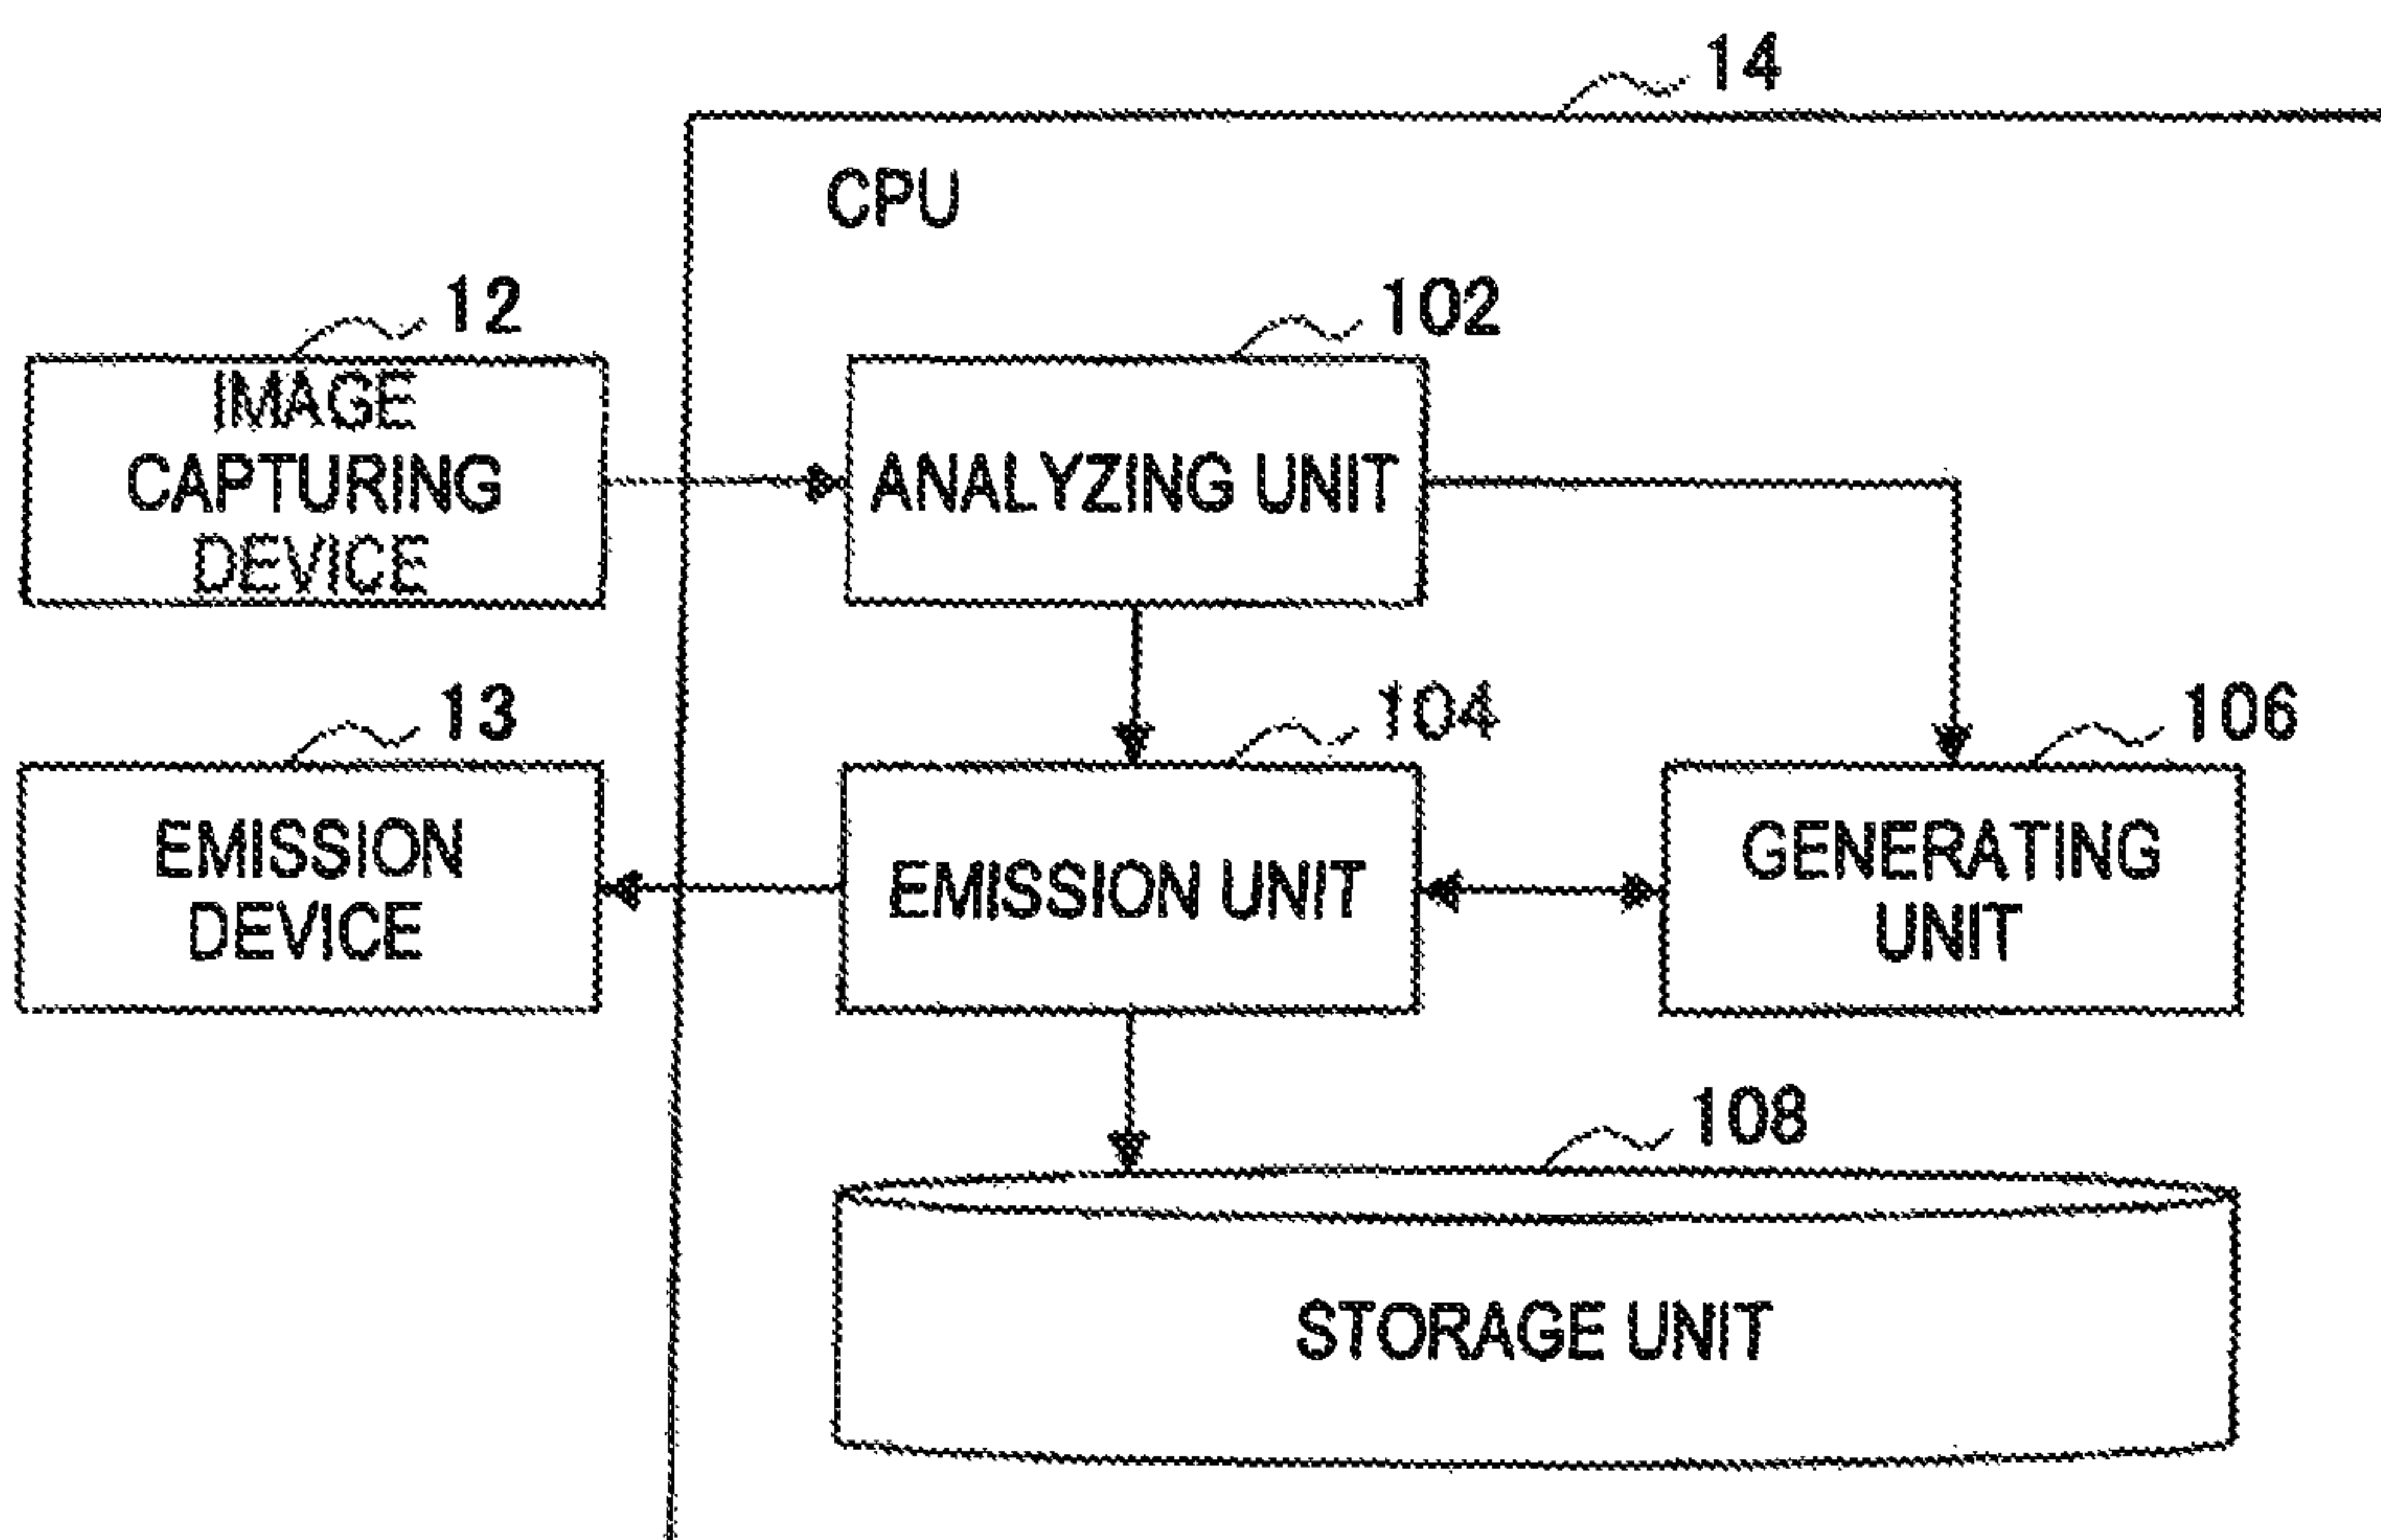 14
CPU
12
102
IMAGE
CAPTURING
DEVICE
ANALYZING UNIT
13
104
106
EMISSION
DEVICE
EMISSION UNIT
GENERATING
UNIT
108
STORAGE UNIT